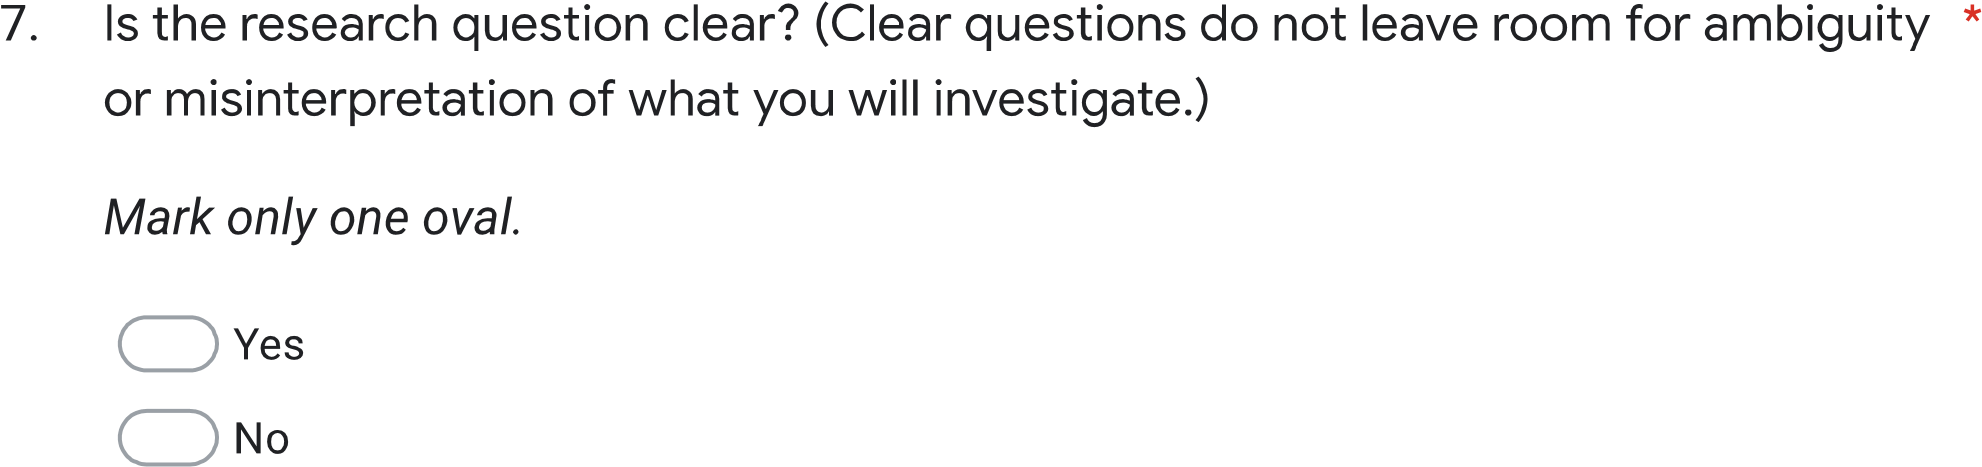 7. Is the research question clear? (Clear questions do not leave room for ambiguity *
or misinterpretation of what you will investigate.)
Mark only one oval.
Yes
No